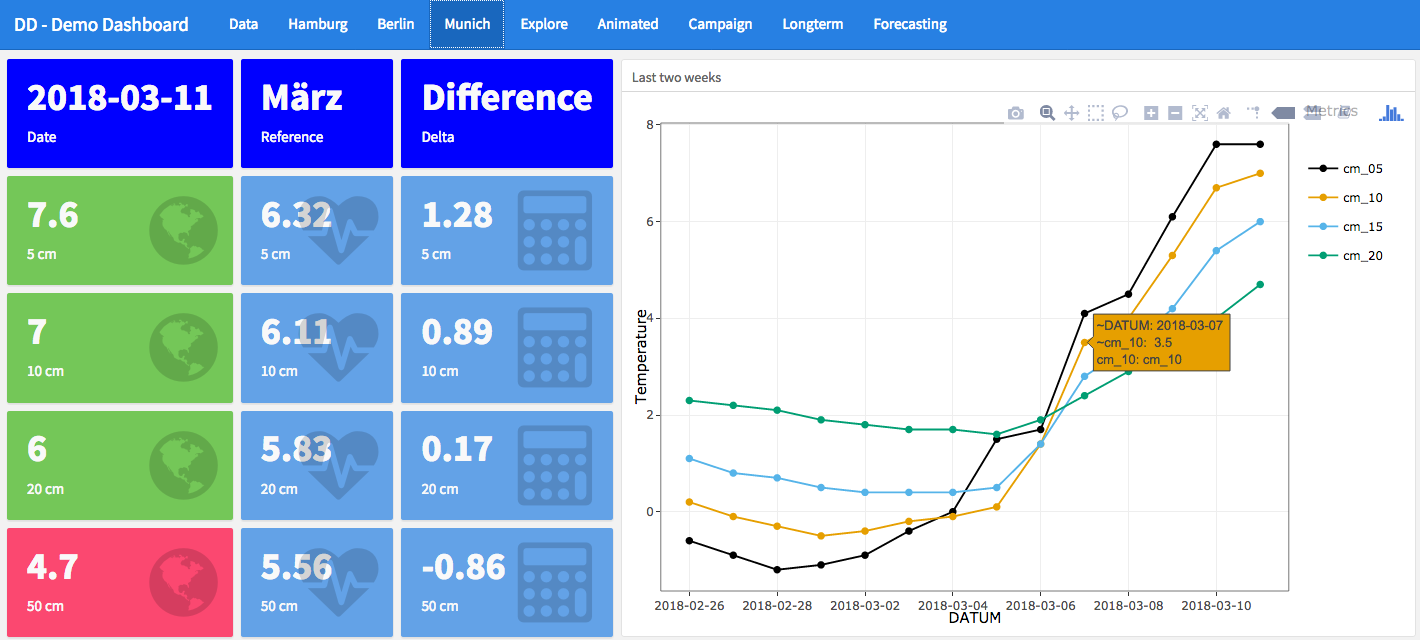 DD - Demo Dashboard Data Hamburg Berlin Munich Explore Animated Campaign Longterm Forecasting
2018-03-11
Date
März
Reference
Difference
Delta
7.6
5 cm
6.32
5 cm
1.28
5 cm
7
10 cm
6.11
10 cm
0.89
10 cm
6
20 cm
5.83
20 cm
0.17
20 cm
4.7
50 cm
5.56
50 cm
-0.86
50 cm
Last two weeks
Metrics
cm_05
cm_10
cm_15
cm_20
8
6
4
2
0
Temperature
~DATUM: 2018-03-07
~cm_10: 3.5
cm_10: cm_10
2018-02-26 2018-02-28 2018-03-02 2018-03-04 2018-03-06 2018-03-08 2018-03-10
DATUM